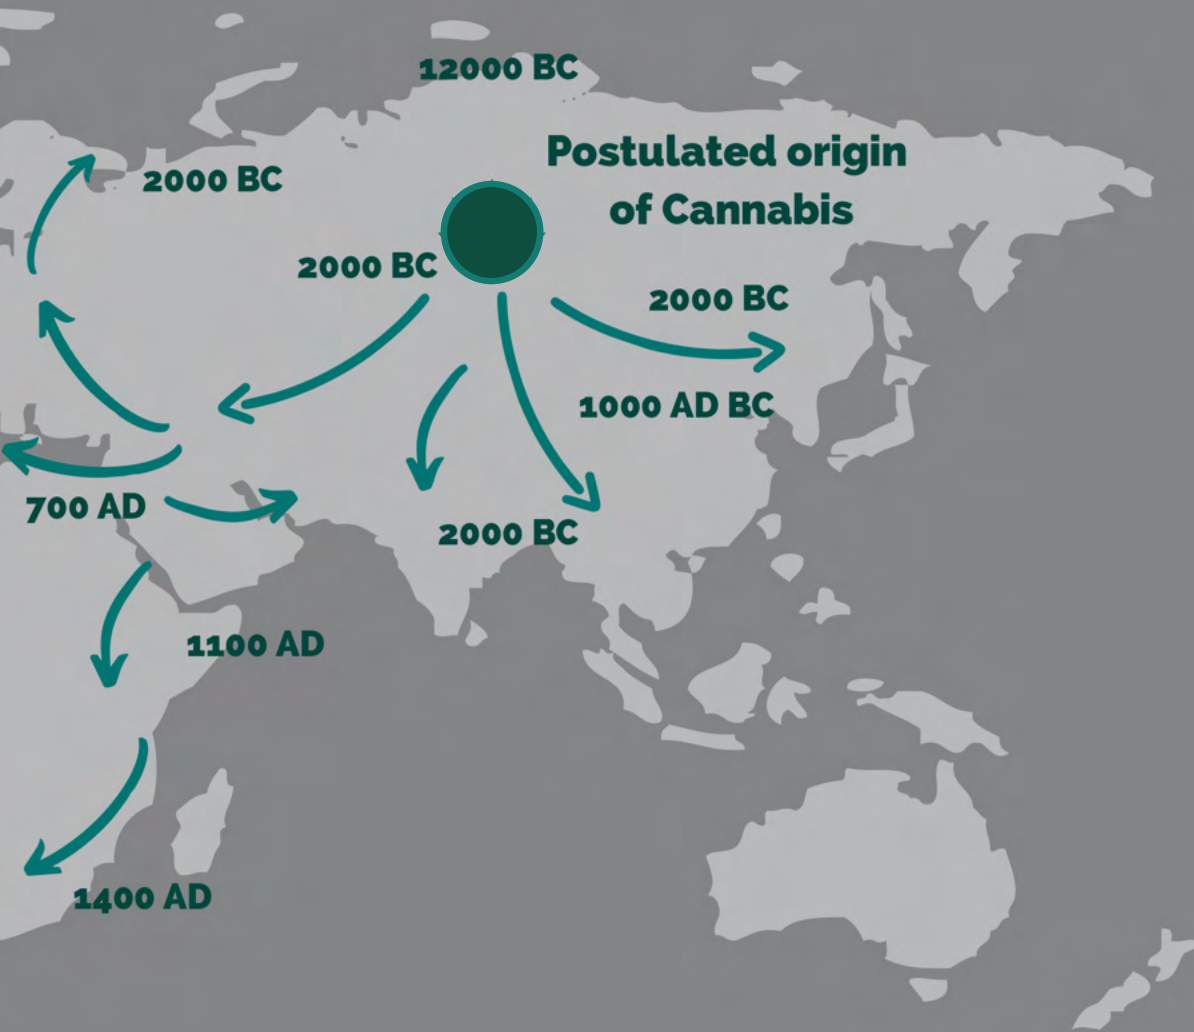 12000 BC
Postulated origin
of Cannabis
2000 BC
2000 BC
2000 BC
1000 AD BC
700 AD
2000 BC
1100 AD
1400 AD